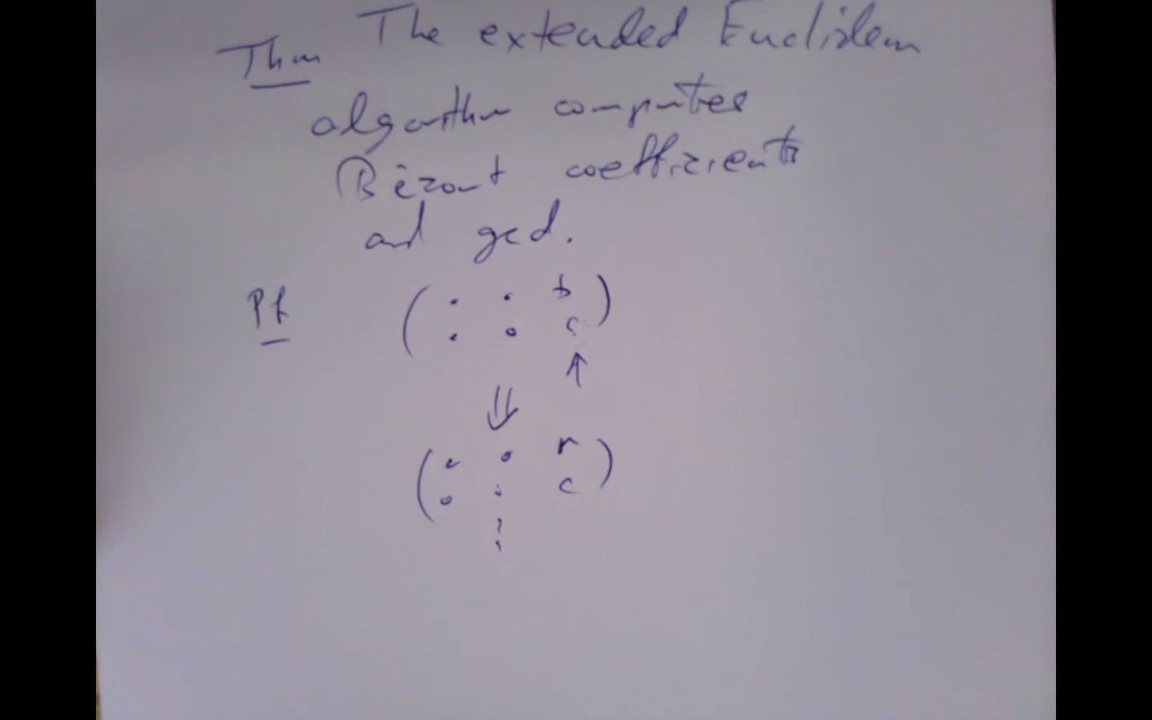 Thm The extended Euclidean
algorithm computes
Bézout coefficients
and gcd.
Pf ( · · b )
( · · c )
↑
⇓
( · · r )
( · · c )
⋮